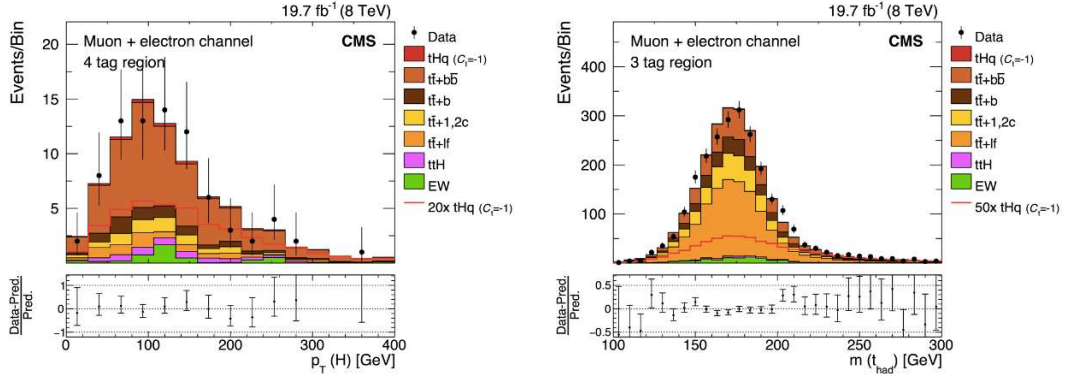 19.7 fb⁻¹ (8 TeV)
Events/Bin
20
15
10
5
Muon + electron channel
4 tag region
CMS
Data
tHq (Cₜ=-1)
tt̄+bb̄
tt̄+b
tt̄+1,2c
tt̄+lf
ttH
EW
20x tHq (Cₜ=-1)
Data-Pred.
Pred.
1
0
-1
0
100
200
300
400
p_T (H) [GeV]
19.7 fb⁻¹ (8 TeV)
Events/Bin
500
400
300
200
100
Muon + electron channel
3 tag region
CMS
Data
tHq (Cₜ=-1)
tt̄+bb̄
tt̄+b
tt̄+1,2c
tt̄+lf
ttH
EW
50x tHq (Cₜ=-1)
Data-Pred.
Pred.
0.5
0
-0.5
100
150
200
250
300
m (t_had) [GeV]